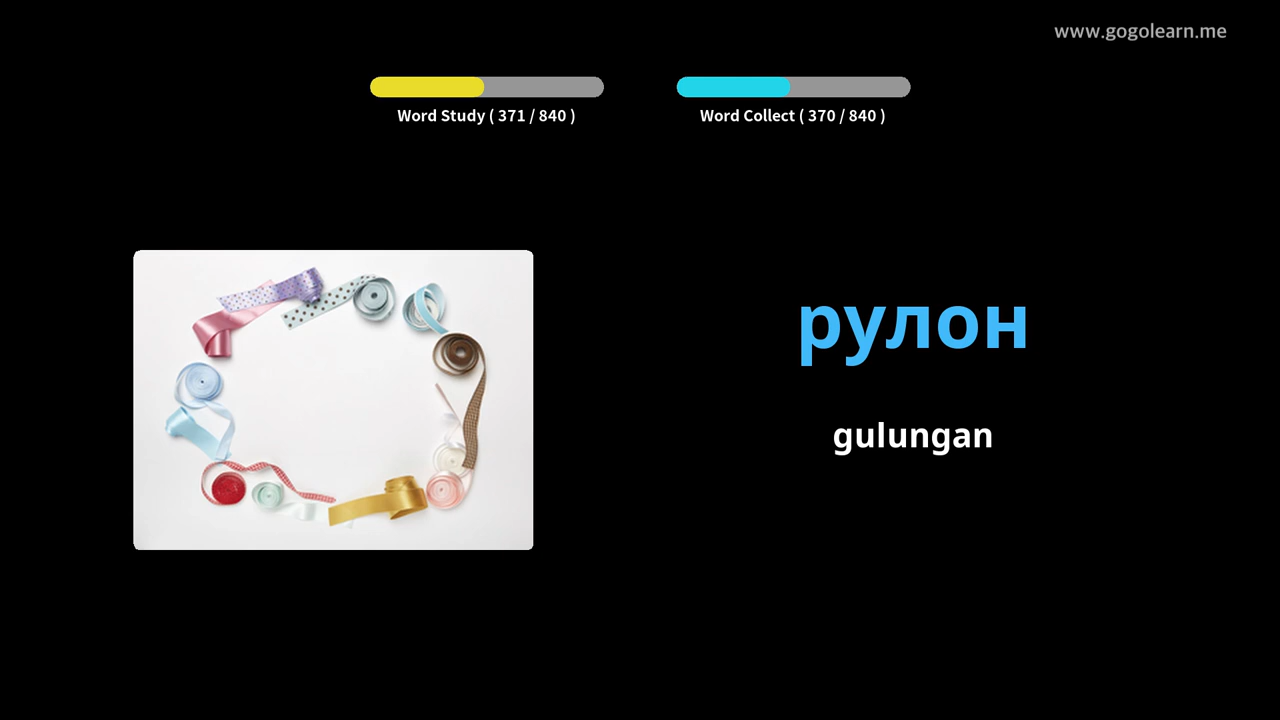 www.gogolearn.me
Word Study ( 371 / 840 )
Word Collect ( 370 / 840 )
рулон
gulungan